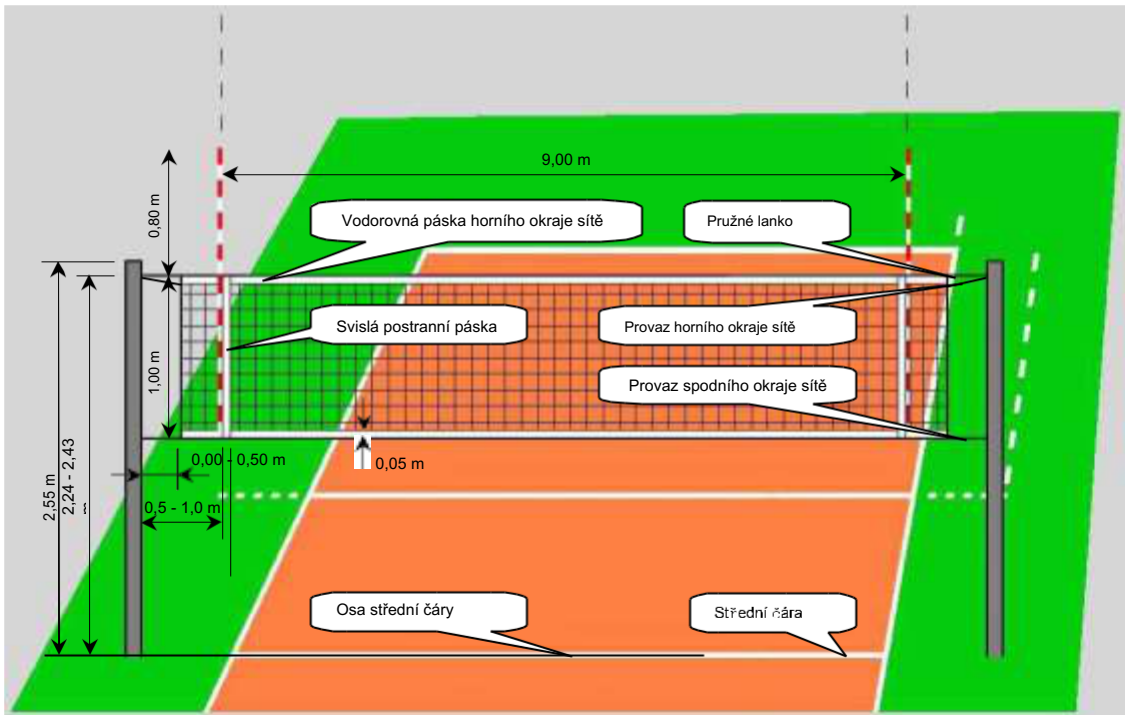 9,00 m
0,80 m
Vodorovná páska horního okraje sítě
Pružné lanko
Svislá postranní páska
Provaz horního okraje sítě
1,00 m
Provaz spodního okraje sítě
0,00 - 0,50 m
0,05 m
2,55 m
2,24 - 2,43
0,5 - 1,0 m
Osa střední čáry
Střední čára